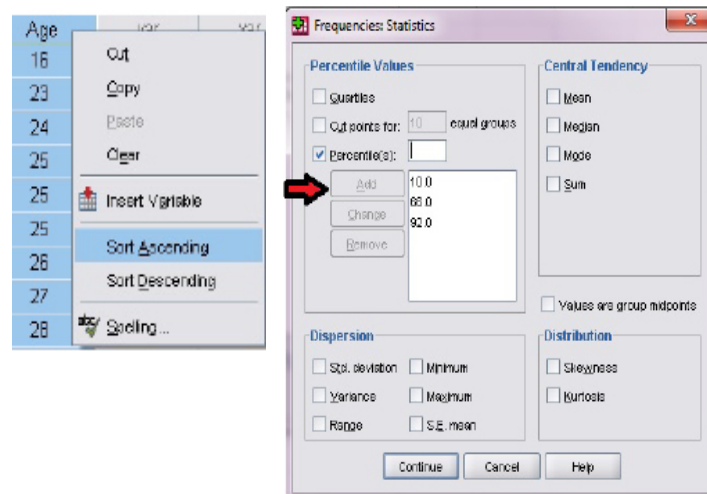 Age
var
var
16
23
24
25
25
25
26
27
28
Cut
Copy
Paste
Clear
Insert Variable
Sort Ascending
Sort Descending
Spelling...
Frequencies: Statistics
Percentile Values
Quartiles
Cut points for: 10 equal groups
Percentile(s):
Add
Change
Remove
10.0
68.0
92.0
Central Tendency
Mean
Median
Mode
Sum
Values are group midpoints
Dispersion
Std. deviation Minimum
Variance Maximum
Range S.E. mean
Distribution
Skewness
Kurtosis
Continue Cancel Help